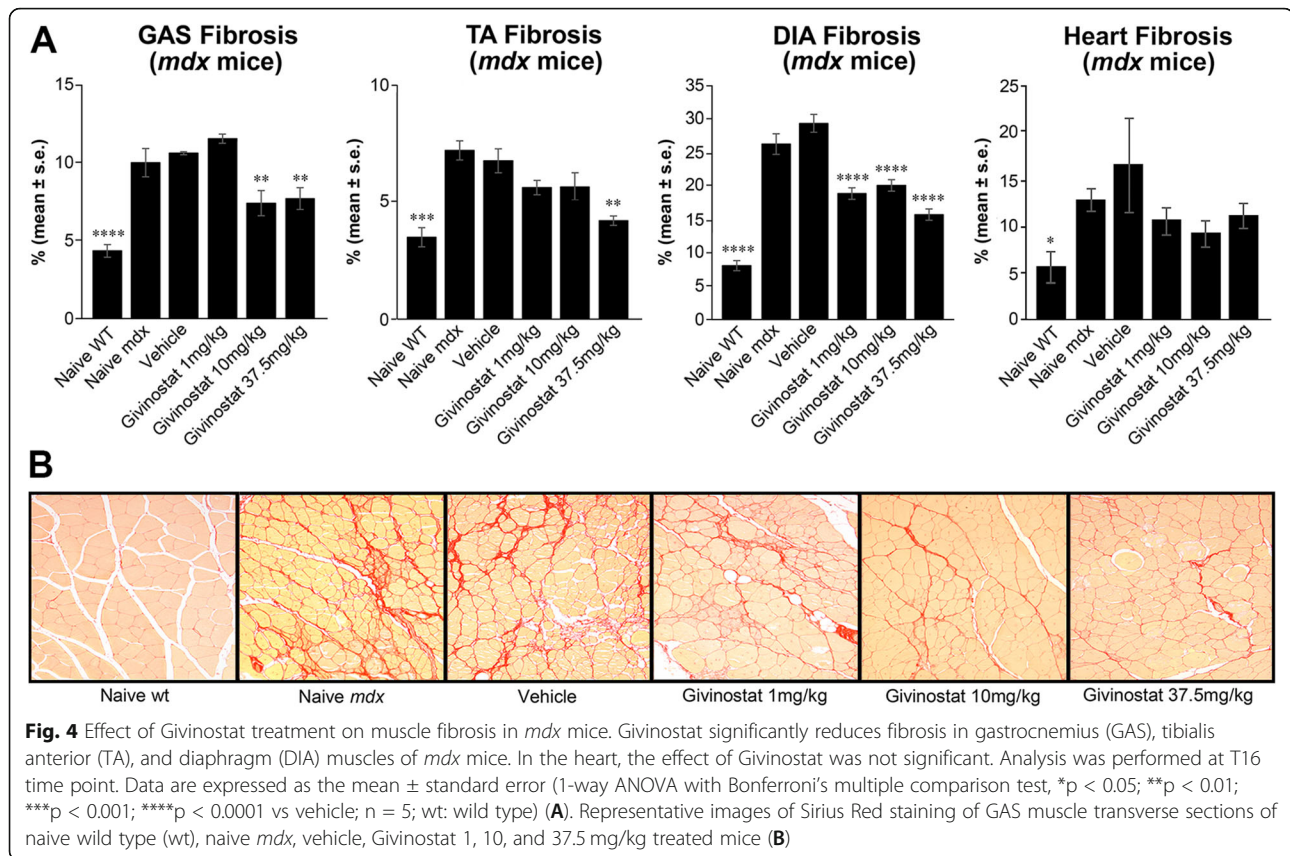 A
GAS Fibrosis
(mdx mice)
% (mean ± s.e.)
15
10
5
0
****
**
**
Naive WT
Naive mdx
Vehicle
Givinostat 1mg/kg
Givinostat 10mg/kg
Givinostat 37.5mg/kg
TA Fibrosis
(mdx mice)
% (mean ± s.e.)
10
5
0
***
**
Naive WT
Naive mdx
Vehicle
Givinostat 1mg/kg
Givinostat 10mg/kg
Givinostat 37.5mg/kg
DIA Fibrosis
(mdx mice)
% (mean ± s.e.)
35
30
25
20
15
10
5
0
****
****
****
****
Naive WT
Naive mdx
Vehicle
Givinostat 1mg/kg
Givinostat 10mg/kg
Givinostat 37.5mg/kg
Heart Fibrosis
(mdx mice)
% (mean ± s.e.)
25
20
15
10
5
0
*
Naive WT
Naive mdx
Vehicle
Givinostat 1mg/kg
Givinostat 10mg/kg
Givinostat 37.5mg/kg
B
Naive wt
Naive mdx
Vehicle
Givinostat 1mg/kg
Givinostat 10mg/kg
Givinostat 37.5mg/kg
Fig. 4 Effect of Givinostat treatment on muscle fibrosis in mdx mice. Givinostat significantly reduces fibrosis in gastrocnemius (GAS), tibialis
anterior (TA), and diaphragm (DIA) muscles of mdx mice. In the heart, the effect of Givinostat was not significant. Analysis was performed at T16
time point. Data are expressed as the mean ± standard error (1-way ANOVA with Bonferroni's multiple comparison test, *p < 0.05; **p < 0.01;
***p < 0.001; ****p < 0.0001 vs vehicle; n = 5; wt: wild type) (A). Representative images of Sirius Red staining of GAS muscle transverse sections of
naive wild type (wt), naive mdx, vehicle, Givinostat 1, 10, and 37.5 mg/kg treated mice (B)